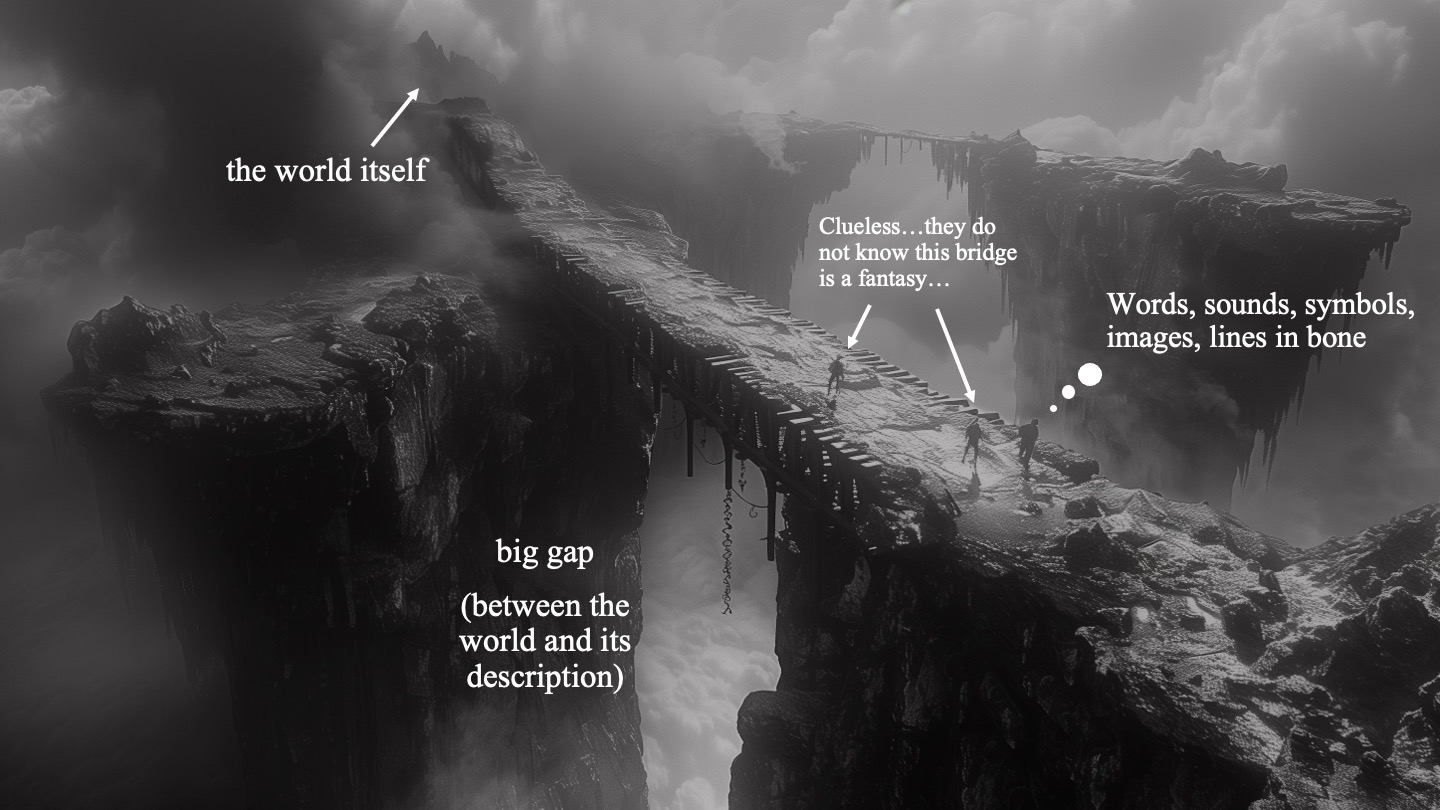 the world itself
Clueless…they do
not know this bridge
is a fantasy…
Words, sounds, symbols,
images, lines in bone
big gap
(between the
world and its
description)